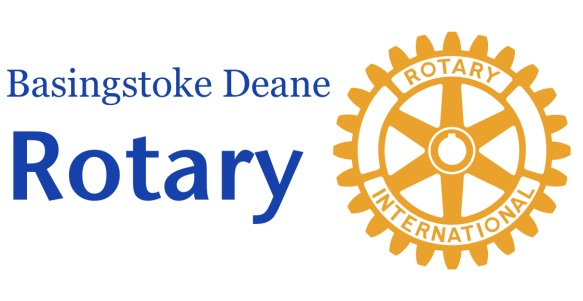 Basingstoke Deane
Rotary
ROTARY
INTERNATIONAL